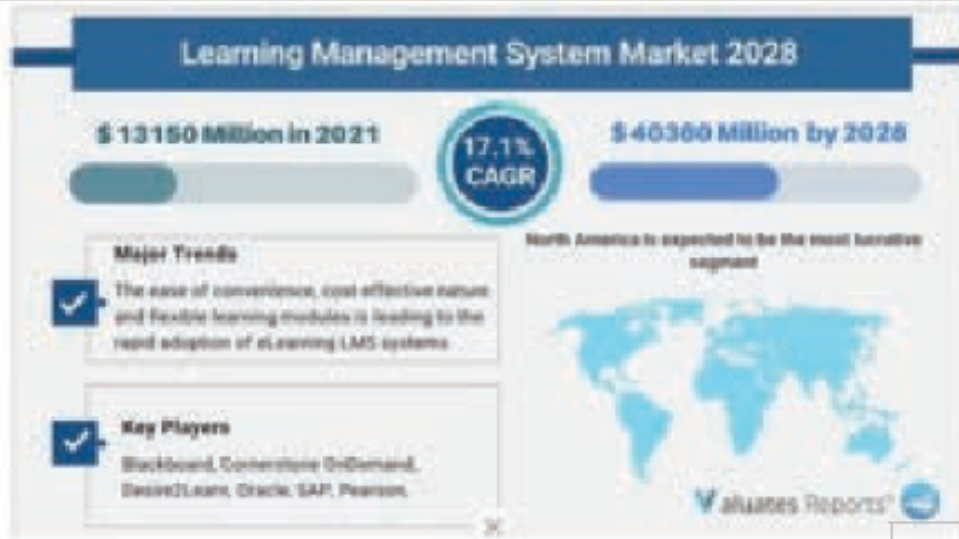 Learning Management System Market 2028
$ 13150 Million in 2021
17.1%
CAGR
$ 40360 Million by 2028
North America is expected to be the most lucrative
segment
Major Trends
The ease of convenience, cost effective nature
and flexible learning modules is leading to the
rapid adoption of eLearning LMS systems
Key Players
Blackboard, Cornerstone OnDemand,
Desire2Learn, Oracle, SAP, Pearson,
Valuates Reports